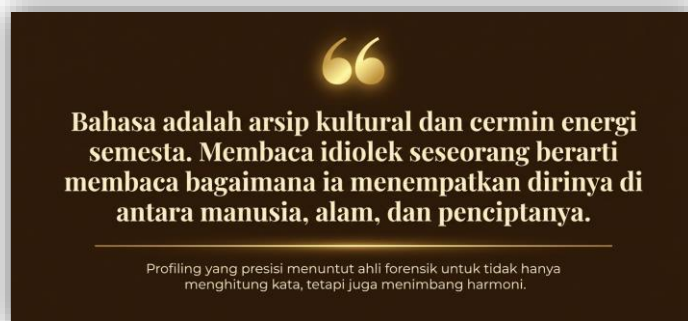 “
Bahasa adalah arsip kultural dan cermin energi
semesta. Membaca idiolek seseorang berarti
membaca bagaimana ia menempatkan dirinya di
antara manusia, alam, dan penciptanya.
Profiling yang presisi menuntut ahli forensik untuk tidak hanya
menghitung kata, tetapi juga menimbang harmoni.